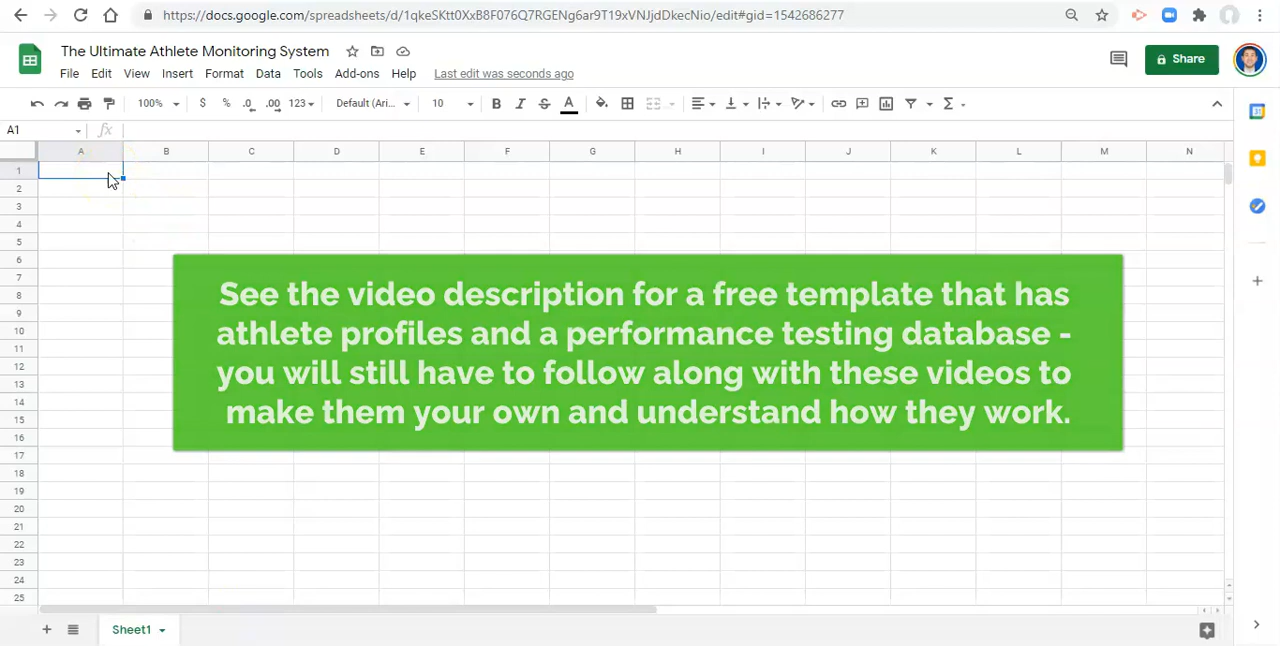 https://docs.google.com/spreadsheets/d/1qkeSKtt0XxB8F076Q7RGENg6ar9T19xVNJjdDkecNio/edit#gid=1542686277
The Ultimate Athlete Monitoring System
File Edit View Insert Format Data Tools Add-ons Help Last edit was seconds ago
Share
100% $ % .0 .00 123 Default (Ari... 10 B I S A Σ
A1 fx
A B C D E F G H I J K L M N
1
2
3
4
5
6
7
8
9
10
11
12
13
14
15
16
17
18
19
20
21
22
23
24
25
See the video description for a free template that has
athlete profiles and a performance testing database -
you will still have to follow along with these videos to
make them your own and understand how they work.
Sheet1